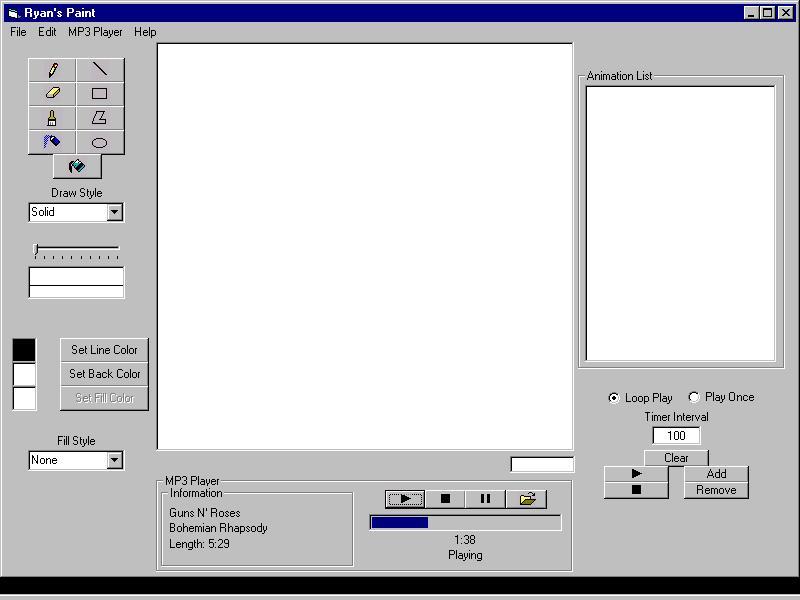 Ryan's Paint
File Edit MP3 Player Help
Animation List
Draw Style
Solid
Set Line Color
Set Back Color
Set Fill Color
Loop Play Play Once
Timer Interval
100
Fill Style
None
Clear
Add
Remove
MP3 Player
Information
Guns N' Roses
Bohemian Rhapsody
Length: 5:29
1:38
Playing